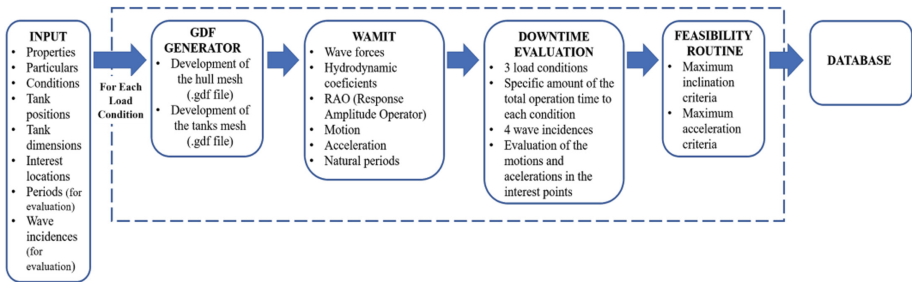 INPUT
• Properties
• Particulars
• Conditions
• Tank
positions
• Tank
dimensions
• Interest
locations
• Periods (for
evaluation)
• Wave
incidences
(for
evaluation)
For Each
Load
Condition
GDF
GENERATOR
• Development
of the hull mesh
(.gdf file)
• Development of
the tanks mesh
(.gdf file)
WAMIT
• Wave forces
• Hydrodynamic
coeficients
• RAO (Response
Amplitude Operator)
• Motion
• Acceleration
• Natural periods
DOWNTIME
EVALUATION
• 3 load conditions
• Specific amount of the
total operation time to
each condition
• 4 wave incidences
• Evaluation of the
motions and
acelerations in the
interest points
FEASIBILITY
ROUTINE
• Maximum
inclination
criteria
• Maximum
acceleration
criteria
DATABASE